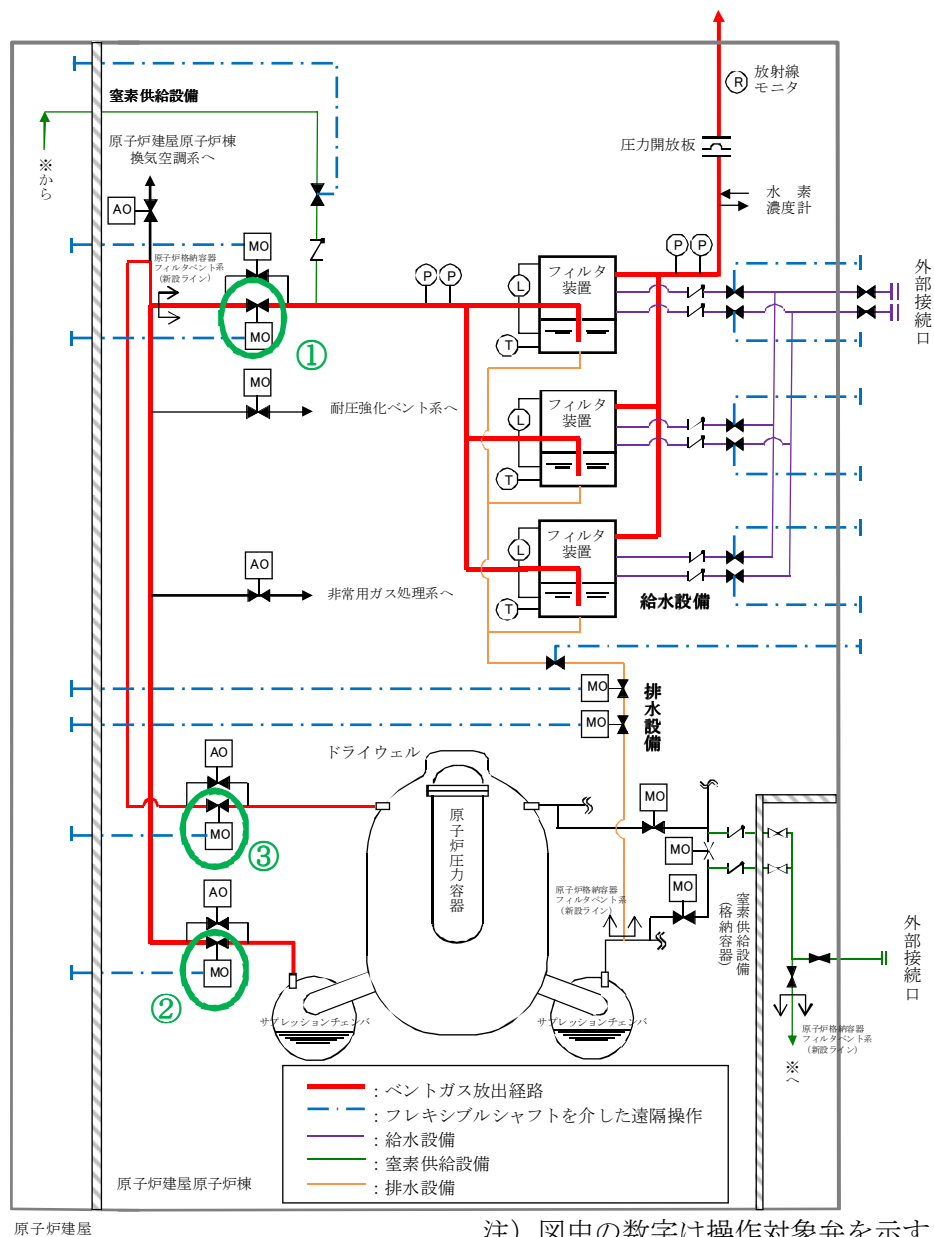 放射線
モニタ
R
窒素供給設備
圧力開放板
原子炉建屋原子炉棟
換気空調系へ
※から
水 素
濃度計
AO
MO
P P
P P
原子炉格納容器
フィルタベント系
(新設ライン)
フィルタ
装置
L
T
外部接続口
MO
①
MO
耐圧強化ベント系へ
フィルタ
装置
L
T
フィルタ
装置
L
T
AO
非常用ガス処理系へ
給水設備
MO
MO
排水設備
AO
ドライウェル
MO
③
原子炉圧力容器
MO
MO
MO
AO
MO
②
原子炉格納容器
フィルタベント系
(新設ライン)
窒素供給設備
(格納容器)
外部接続口
サプレッションチェンバ
サプレッションチェンバ
原子炉格納容器
フィルタベント系
(新設ライン)
※へ
：ベントガス放出経路
：フレキシブルシャフトを介した遠隔操作
：給水設備
：窒素供給設備
：排水設備
原子炉建屋原子炉棟
原子炉建屋
注）図中の数字は操作対象弁を示す